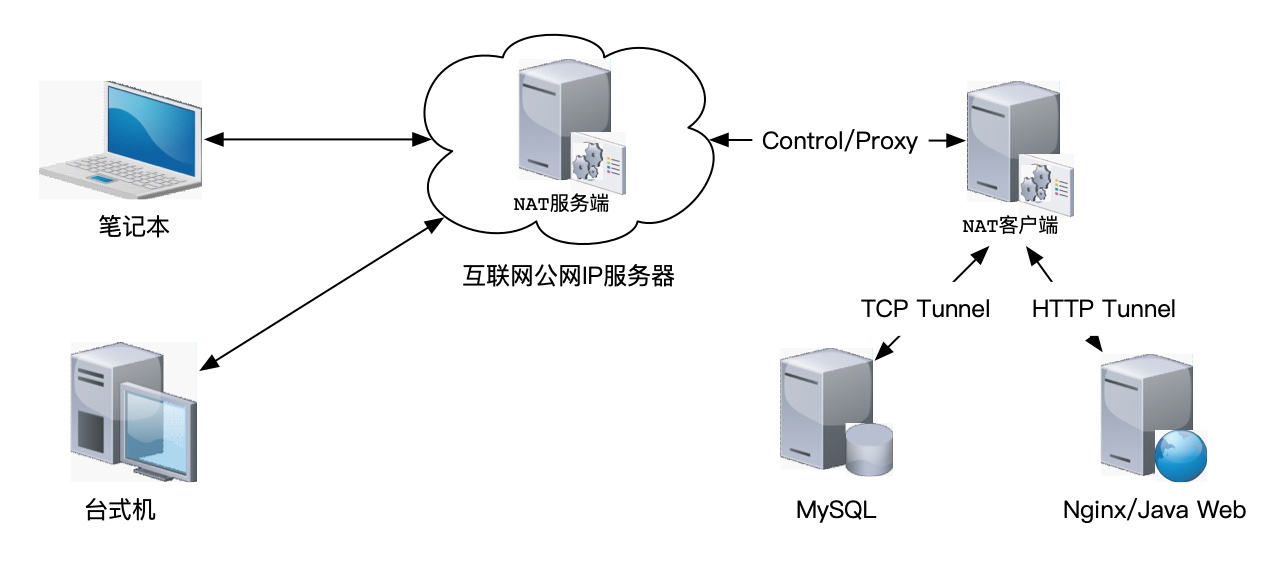 笔记本
NAT服务端
互联网公网IP服务器
Control/Proxy
NAT客户端
TCP Tunnel
HTTP Tunnel
台式机
MySQL
Nginx/Java Web